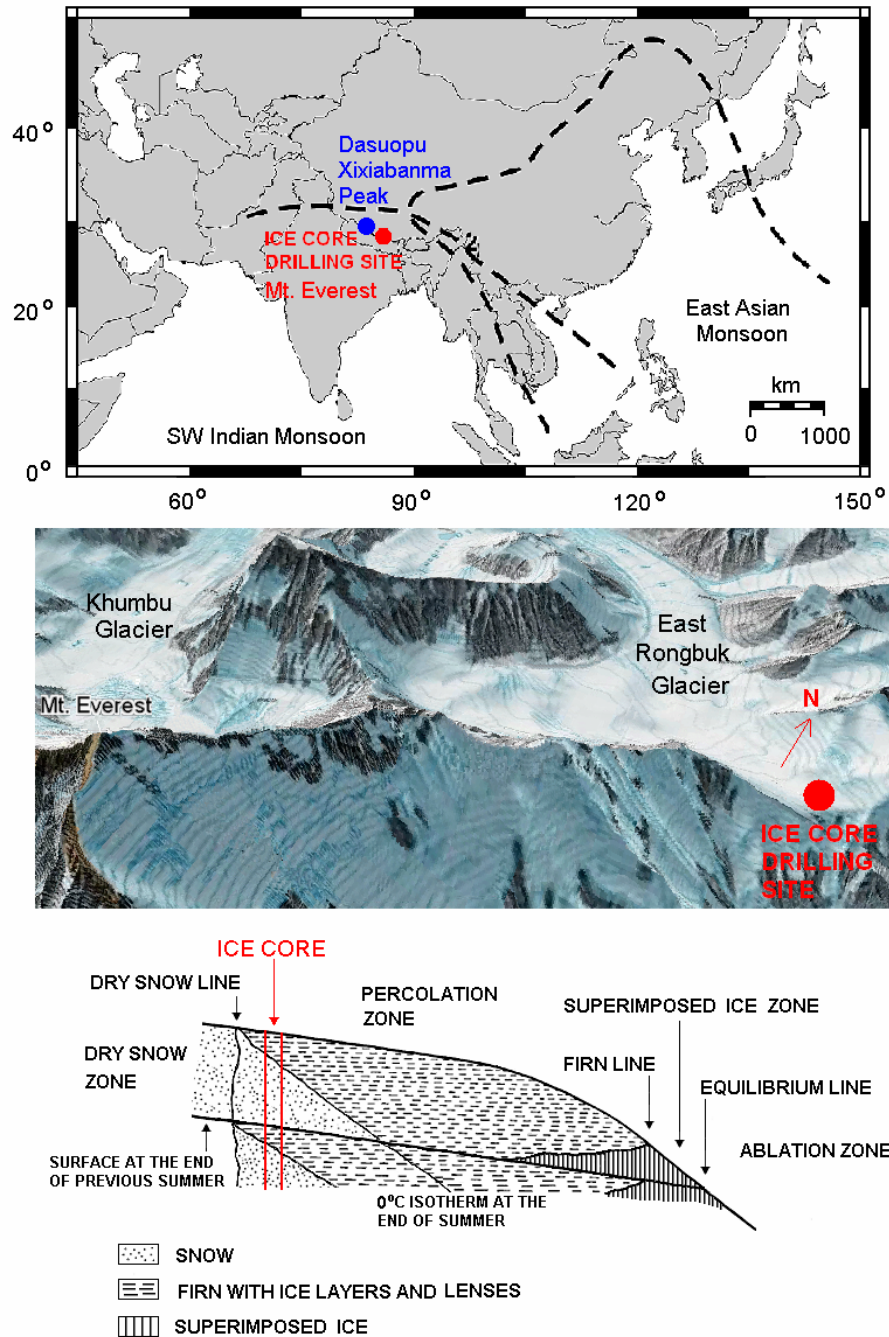 40°
Dasuopu
Xixiabanma
Peak
ICE CORE
DRILLING SITE
Mt. Everest
20°
East Asian
Monsoon
km
0 1000
SW Indian Monsoon
0°
60° 90° 120° 150°
Khumbu
Glacier
East
Rongbuk
Glacier
N
Mt. Everest
ICE CORE
DRILLING
SITE
ICE CORE
DRY SNOW LINE
PERCOLATION
ZONE
SUPERIMPOSED ICE ZONE
DRY SNOW
ZONE
FIRN LINE
EQUILIBRIUM LINE
ABLATION ZONE
SURFACE AT THE END
OF PREVIOUS SUMMER
0°C ISOTHERM AT THE
END OF SUMMER
SNOW
FIRN WITH ICE LAYERS AND LENSES
SUPERIMPOSED ICE